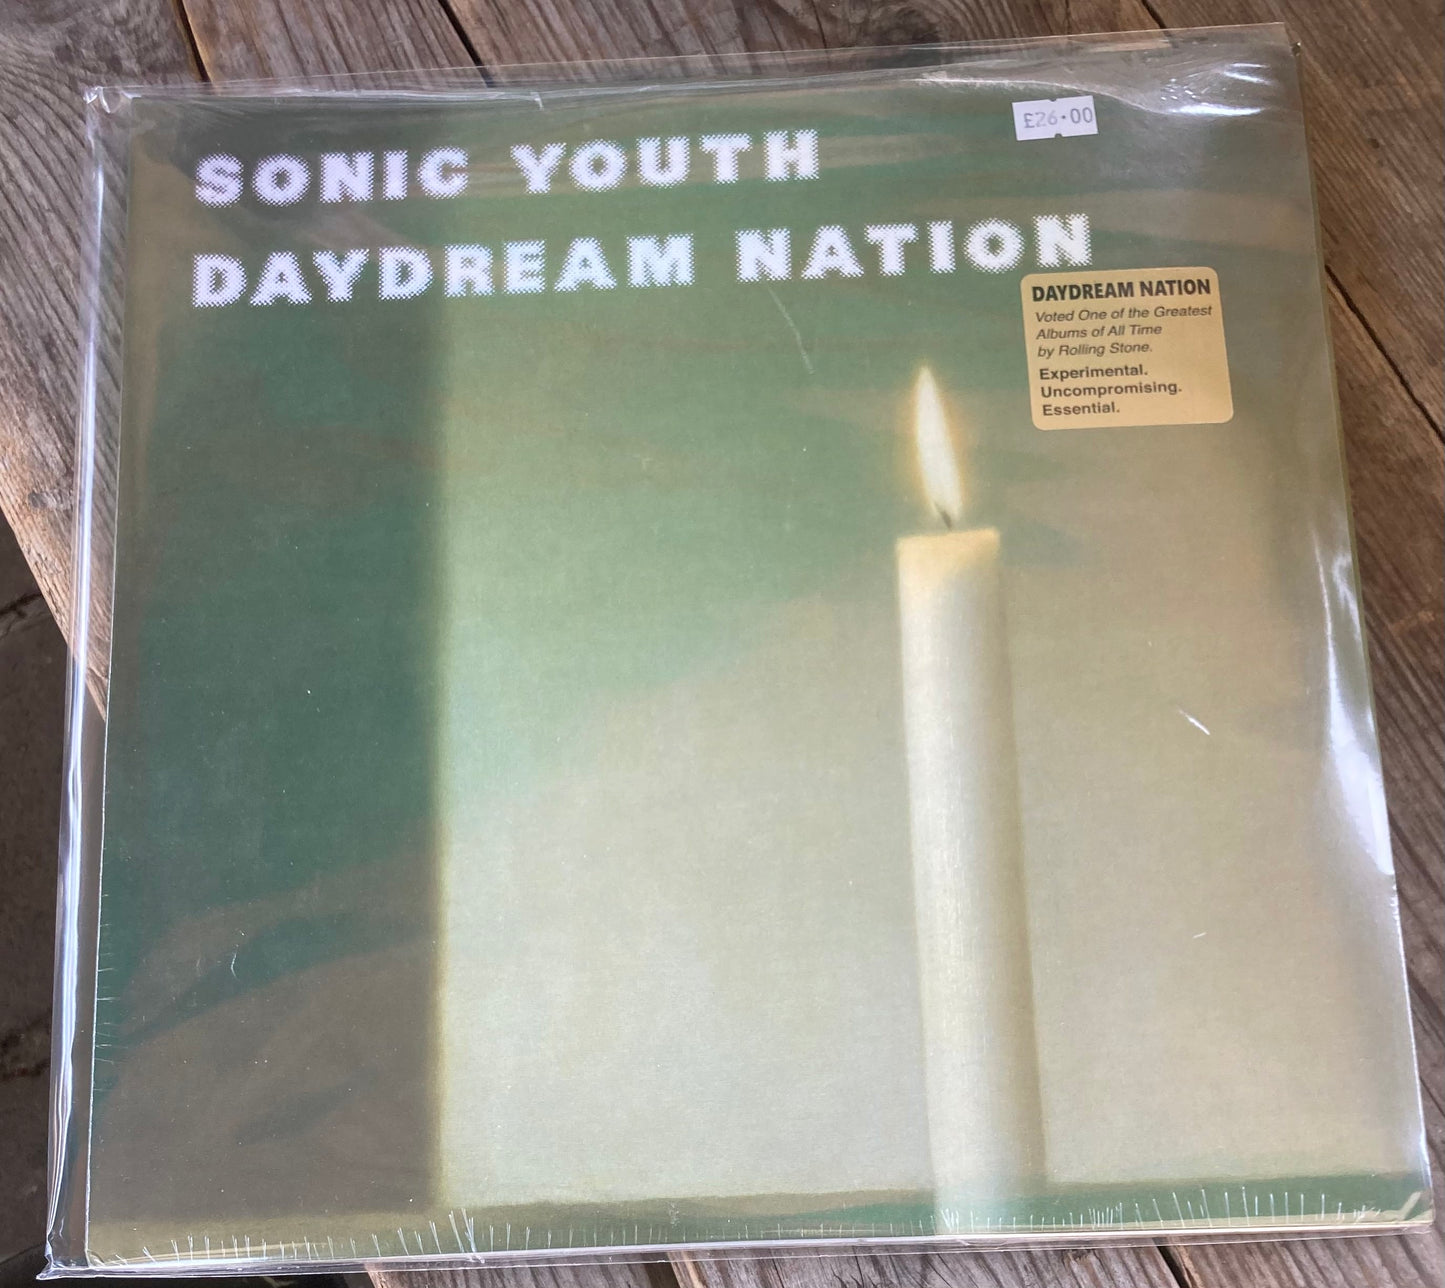 £26.00
SONIC YOUTH
DAYDREAM NATION
DAYDREAM NATION
Voted One of the Greatest
Albums of All Time
by Rolling Stone.
Experimental.
Uncompromising.
Essential.